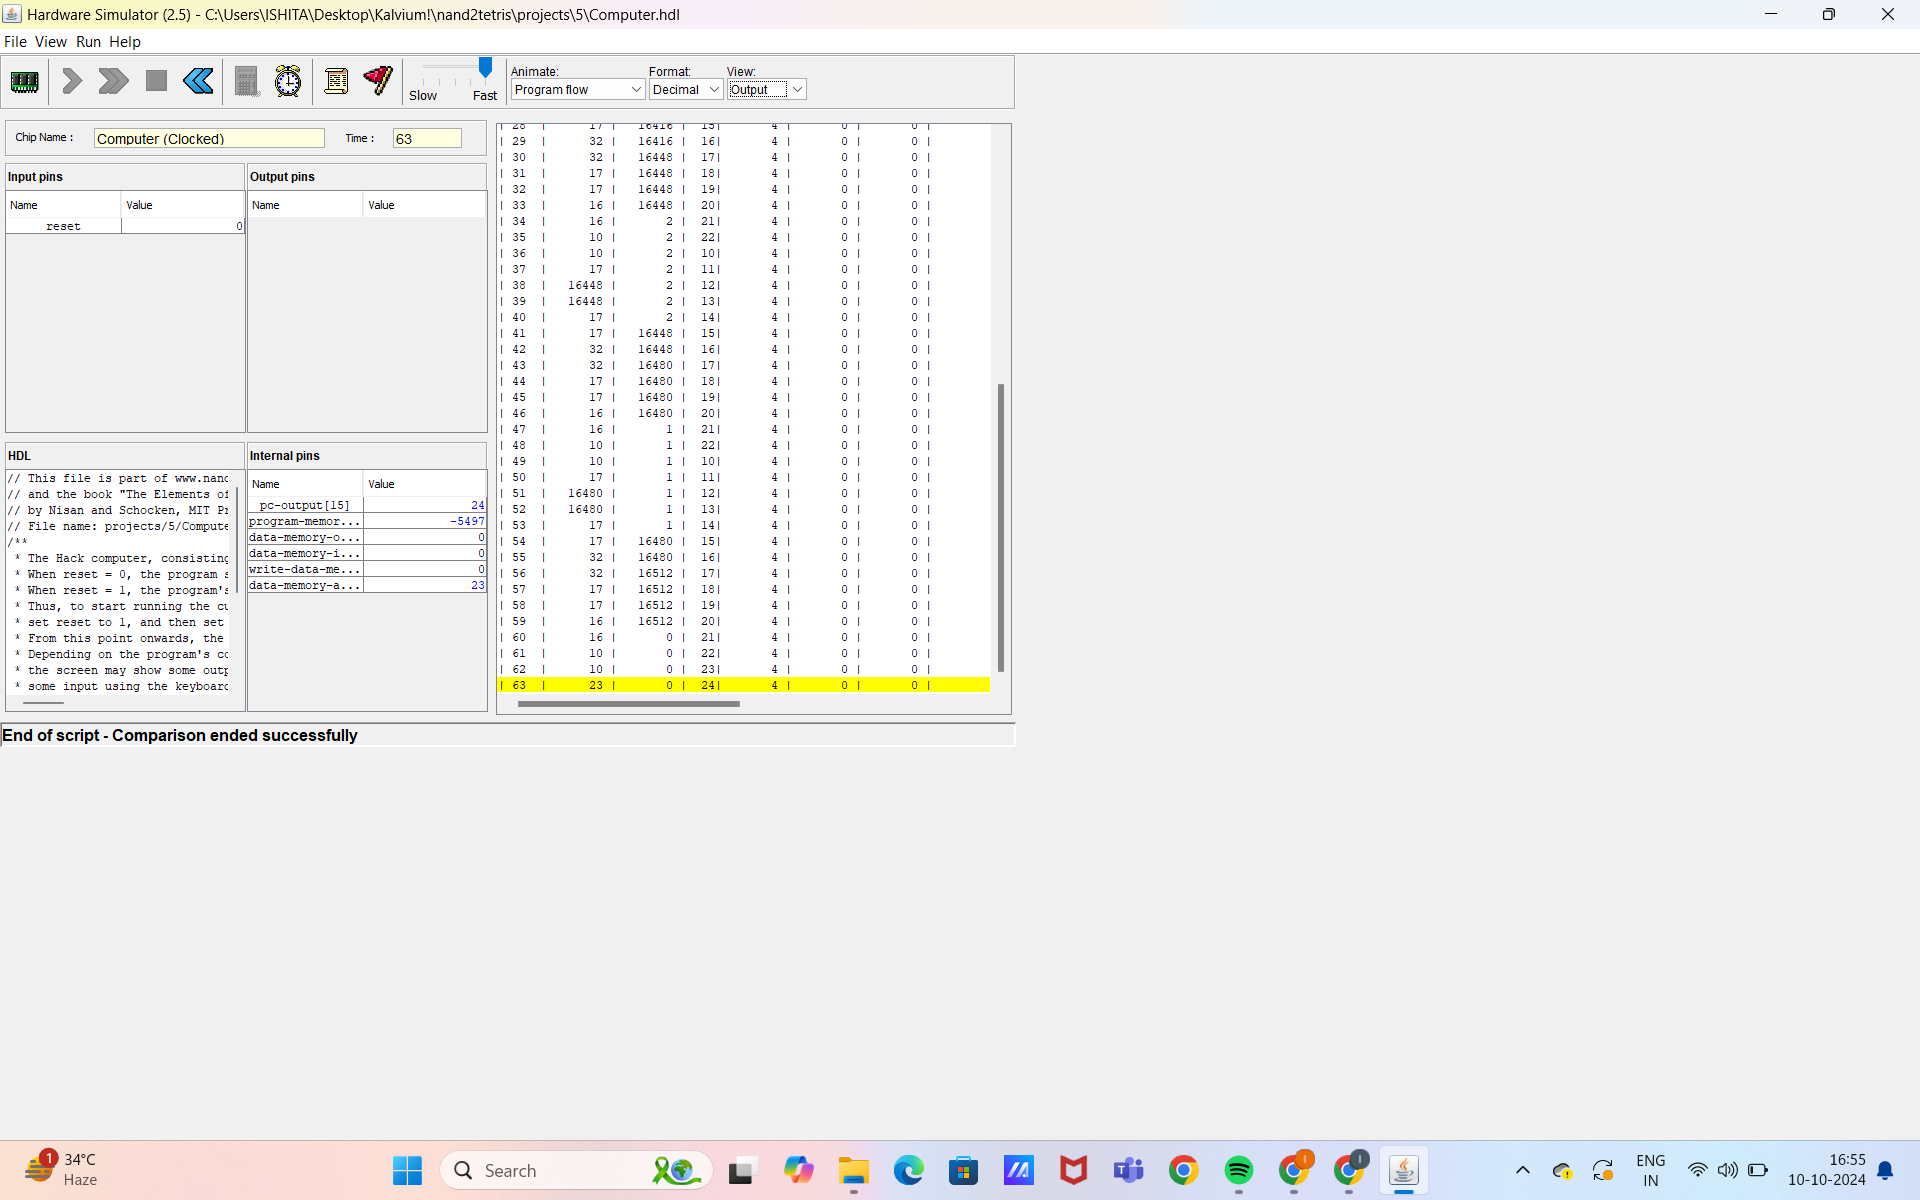 Hardware Simulator (2.5) - C:\Users\ISHITA\Desktop\Kalvium!\nand2tetris\projects\5\Computer.hdl
File View Run Help
Slow Fast
Animate: Format: View:
Program flow Decimal Output
Chip Name : Computer (Clocked) Time : 63
Input pins
Name Value
reset 0
Output pins
Name Value
HDL
// This file is part of www.nand
// and the book "The Elements of
// by Nisan and Schocken, MIT Pr
// File name: projects/5/Compute
/**
* The Hack computer, consisting
* When reset = 0, the program s
* When reset = 1, the program's
* Thus, to start running the cu
* set reset to 1, and then set
* From this point onwards, the
* Depending on the program's co
* the screen may show some outp
* some input using the keyboard
Internal pins
Name Value
pc-output[15] 24
program-memor... -5497
data-memory-o... 0
data-memory-i... 0
write-data-me... 0
data-memory-a... 23
| 28 | 17 | 16416 | 15| 4 | 0 | 0 |
| 29 | 32 | 16416 | 16| 4 | 0 | 0 |
| 30 | 32 | 16448 | 17| 4 | 0 | 0 |
| 31 | 17 | 16448 | 18| 4 | 0 | 0 |
| 32 | 17 | 16448 | 19| 4 | 0 | 0 |
| 33 | 16 | 16448 | 20| 4 | 0 | 0 |
| 34 | 16 | 2 | 21| 4 | 0 | 0 |
| 35 | 10 | 2 | 22| 4 | 0 | 0 |
| 36 | 10 | 2 | 10| 4 | 0 | 0 |
| 37 | 17 | 2 | 11| 4 | 0 | 0 |
| 38 | 16448 | 2 | 12| 4 | 0 | 0 |
| 39 | 16448 | 2 | 13| 4 | 0 | 0 |
| 40 | 17 | 2 | 14| 4 | 0 | 0 |
| 41 | 17 | 16448 | 15| 4 | 0 | 0 |
| 42 | 32 | 16448 | 16| 4 | 0 | 0 |
| 43 | 32 | 16480 | 17| 4 | 0 | 0 |
| 44 | 17 | 16480 | 18| 4 | 0 | 0 |
| 45 | 17 | 16480 | 19| 4 | 0 | 0 |
| 46 | 16 | 16480 | 20| 4 | 0 | 0 |
| 47 | 16 | 1 | 21| 4 | 0 | 0 |
| 48 | 10 | 1 | 22| 4 | 0 | 0 |
| 49 | 10 | 1 | 10| 4 | 0 | 0 |
| 50 | 17 | 1 | 11| 4 | 0 | 0 |
| 51 | 16480 | 1 | 12| 4 | 0 | 0 |
| 52 | 16480 | 1 | 13| 4 | 0 | 0 |
| 53 | 17 | 1 | 14| 4 | 0 | 0 |
| 54 | 17 | 16480 | 15| 4 | 0 | 0 |
| 55 | 32 | 16480 | 16| 4 | 0 | 0 |
| 56 | 32 | 16512 | 17| 4 | 0 | 0 |
| 57 | 17 | 16512 | 18| 4 | 0 | 0 |
| 58 | 17 | 16512 | 19| 4 | 0 | 0 |
| 59 | 16 | 16512 | 20| 4 | 0 | 0 |
| 60 | 16 | 0 | 21| 4 | 0 | 0 |
| 61 | 10 | 0 | 22| 4 | 0 | 0 |
| 62 | 10 | 0 | 23| 4 | 0 | 0 |
| 63 | 23 | 0 | 24| 4 | 0 | 0 |
End of script - Comparison ended successfully
1
34°C
Haze
Search
ENG
IN
16:55
10-10-2024